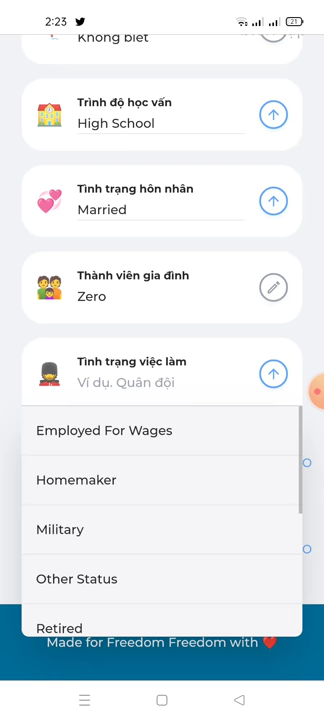 2:23
21
Không biết
Trình độ học vấn
High School
Tình trạng hôn nhân
Married
Thành viên gia đình
Zero
Tình trạng việc làm
Ví dụ. Quân đội
Employed For Wages
Homemaker
Military
Other Status
Retired
Made for Freedom Freedom with ❤️